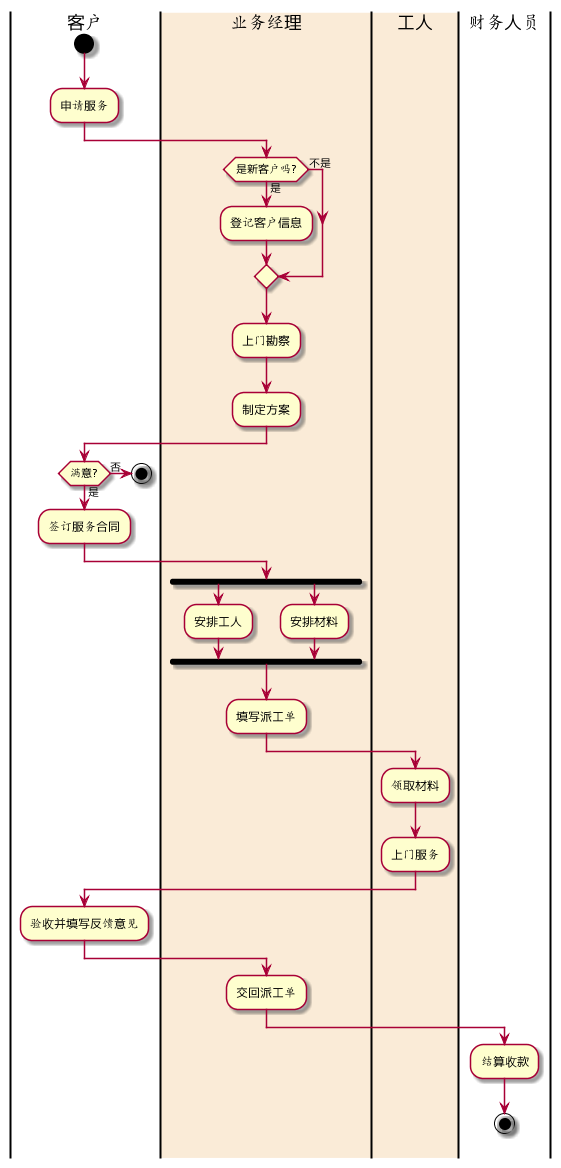 客户 业务经理 工人 财务人员
申请服务
是新客户吗? 不是
是
登记客户信息
上门勘察
制定方案
满意? 否
是
签订服务合同
安排工人 安排材料
填写派工单
领取材料
上门服务
验收并填写反馈意见
交回派工单
结算收款